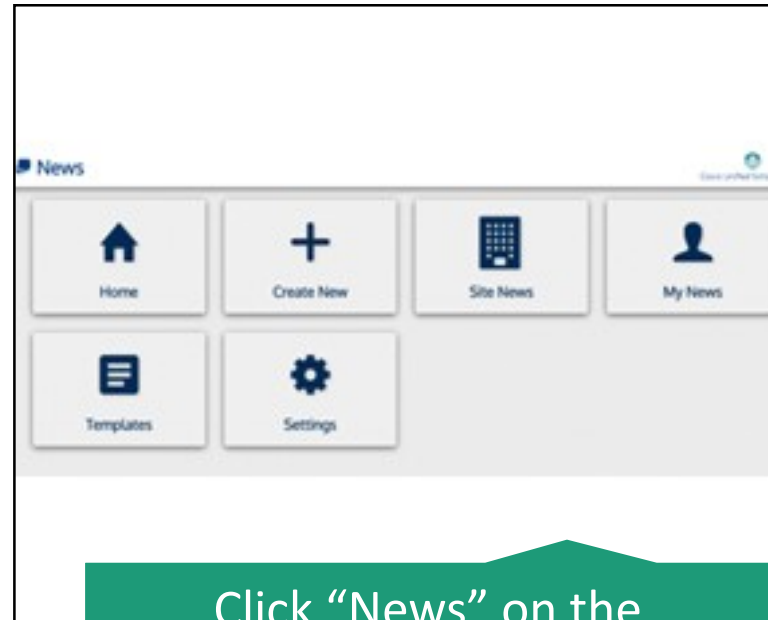 News
Home
Create New
Site News
My News
Templates
Settings
Click “News” on the